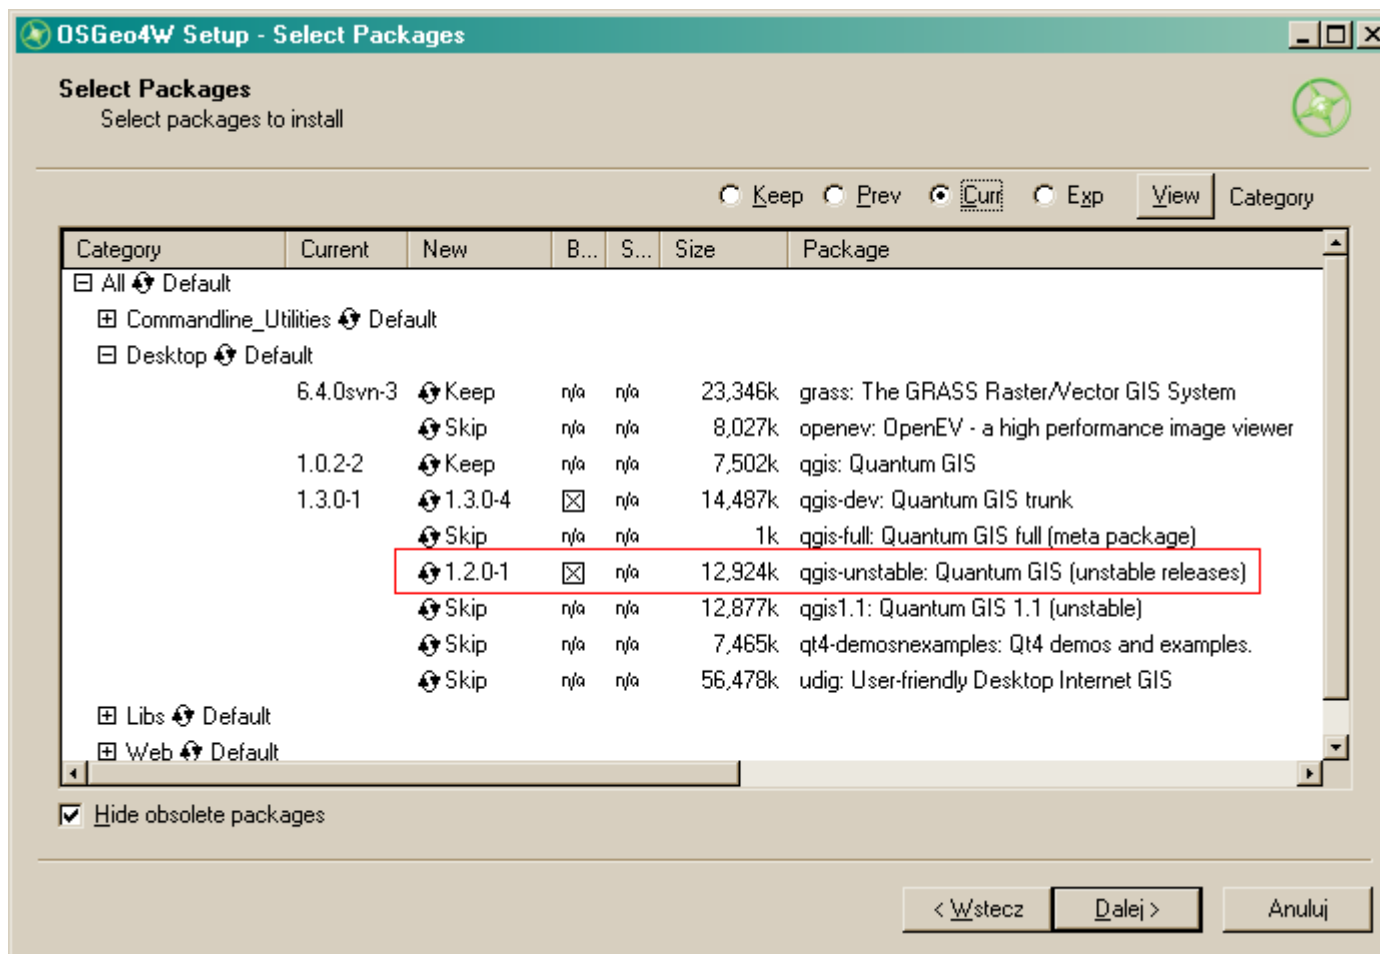 OSGeo4W Setup - Select Packages
Select Packages
Select packages to install
Keep Prev Curr Exp View Category
Category Current New B... S... Size Package
All Default
Commandline_Utilities Default
Desktop Default
6.4.0svn-3 Keep n/a n/a 23,346k grass: The GRASS Raster/Vector GIS System
Skip n/a n/a 8,027k openev: OpenEV - a high performance image viewer
1.0.2-2 Keep n/a n/a 7,502k qgis: Quantum GIS
1.3.0-1 1.3.0-4 n/a 14,487k qgis-dev: Quantum GIS trunk
Skip n/a n/a 1k qgis-full: Quantum GIS full (meta package)
1.2.0-1 n/a 12,924k qgis-unstable: Quantum GIS (unstable releases)
Skip n/a n/a 12,877k qgis1.1: Quantum GIS 1.1 (unstable)
Skip n/a n/a 7,465k qt4-demosnexamples: Qt4 demos and examples.
Skip n/a n/a 56,478k udig: User-friendly Desktop Internet GIS
Libs Default
Web Default
Hide obsolete packages
< Wstecz Dalej > Anuluj